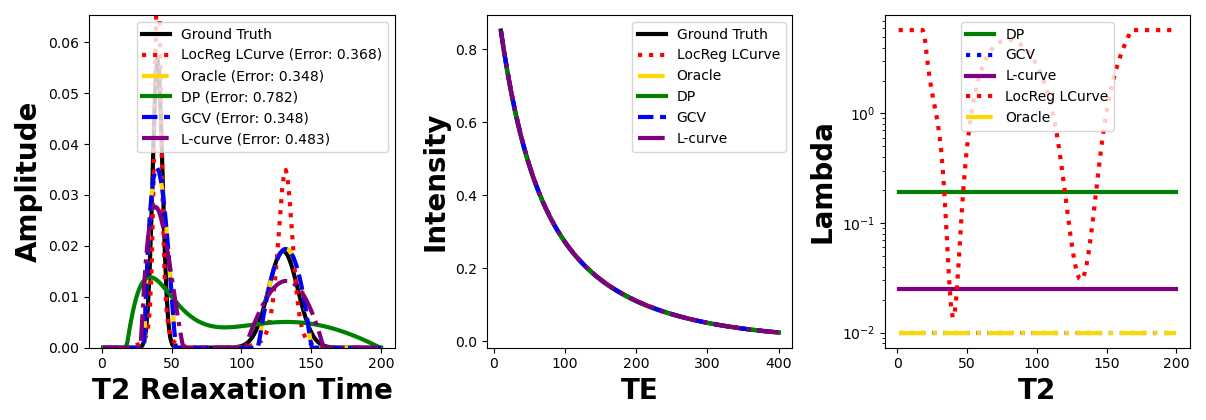 Amplitude
0.06
0.05
0.04
0.03
0.02
0.01
0.00
0
50
100
150
200
T2 Relaxation Time
Ground Truth
LocReg LCurve (Error: 0.368)
Oracle (Error: 0.348)
DP (Error: 0.782)
GCV (Error: 0.348)
L-curve (Error: 0.483)
Intensity
0.8
0.6
0.4
0.2
0.0
0
100
200
300
400
TE
Ground Truth
LocReg LCurve
Oracle
DP
GCV
L-curve
Lambda
10⁰
10⁻¹
10⁻²
0
50
100
150
200
T2
DP
GCV
L-curve
LocReg LCurve
Oracle